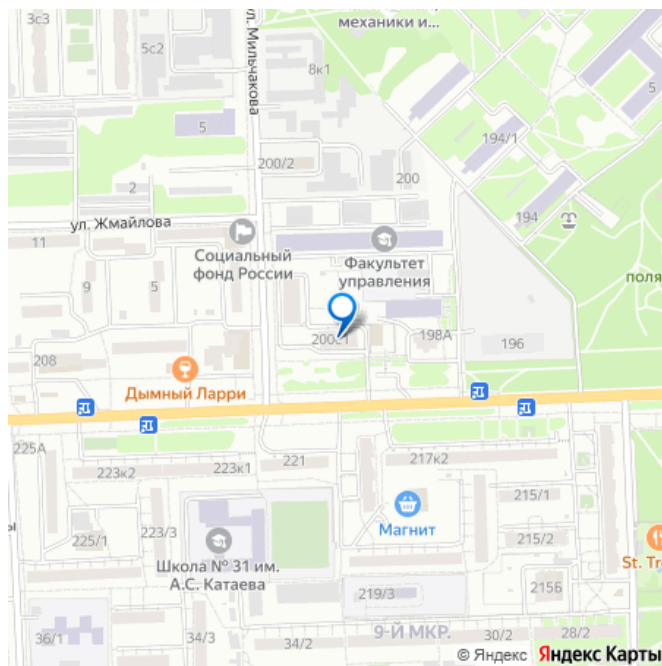 3с3
механики и...
5с2
8к1
5
ул. Мильчакова
5
194/1
200/2
200
2
194
ул. Жмайлова
11
Социальный
фонд России
Факультет
управления
поля
9
5
198А
196
208
Дымный Ларри
225А
223к2
223к1
221
217к2
215/1
225/1
223/3
Магнит
215/2
ы
Школа № 31 им.
А.С. Катаева
St. Tr
219/3
215Б
36/1
34/3
34/2
9-Й МКР.
30/2
28/2
© Яндекс
Яндекс Карты